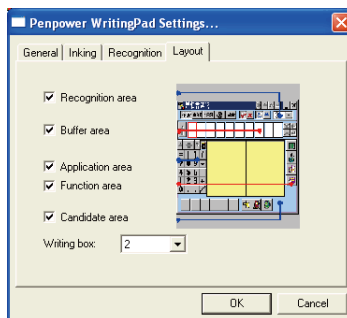 Penpower WritingPad Settings...
General Inking Recognition Layout
Recognition area
Buffer area
Application area
Function area
Candidate area
Writing box: 2
OK Cancel